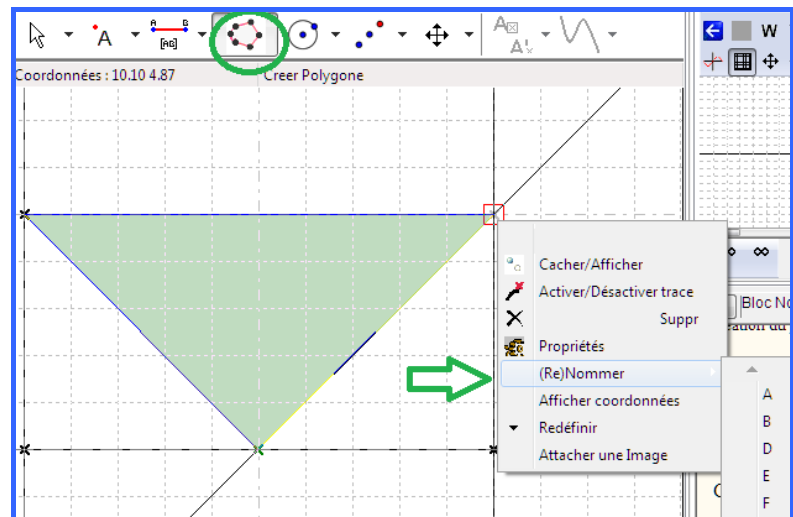 A
A B
[AB]
A
A'
W
Coordonnées : 10.10 4.87
Creer Polygone
Cacher/Afficher
Activer/Désactiver trace
Suppr
Propriétés
(Re)Nommer
Afficher coordonnées
Redéfinir
Attacher une Image
A
B
D
E
F
Bloc No
C